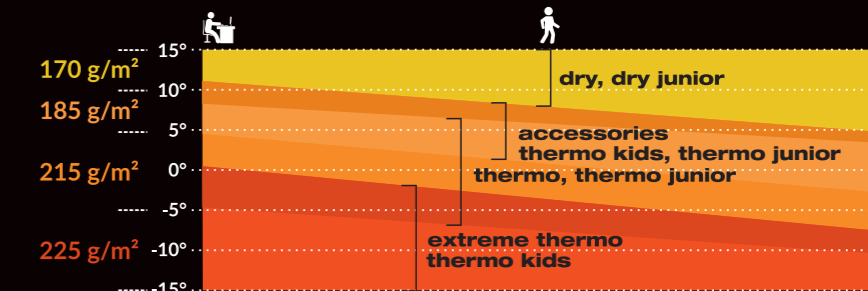 15°
170 g/m²
10°
dry, dry junior
185 g/m²
5°
accessories
thermo kids, thermo junior
215 g/m²
0°
thermo, thermo junior
-5°
225 g/m²
-10°
extreme thermo
thermo kids
-15°